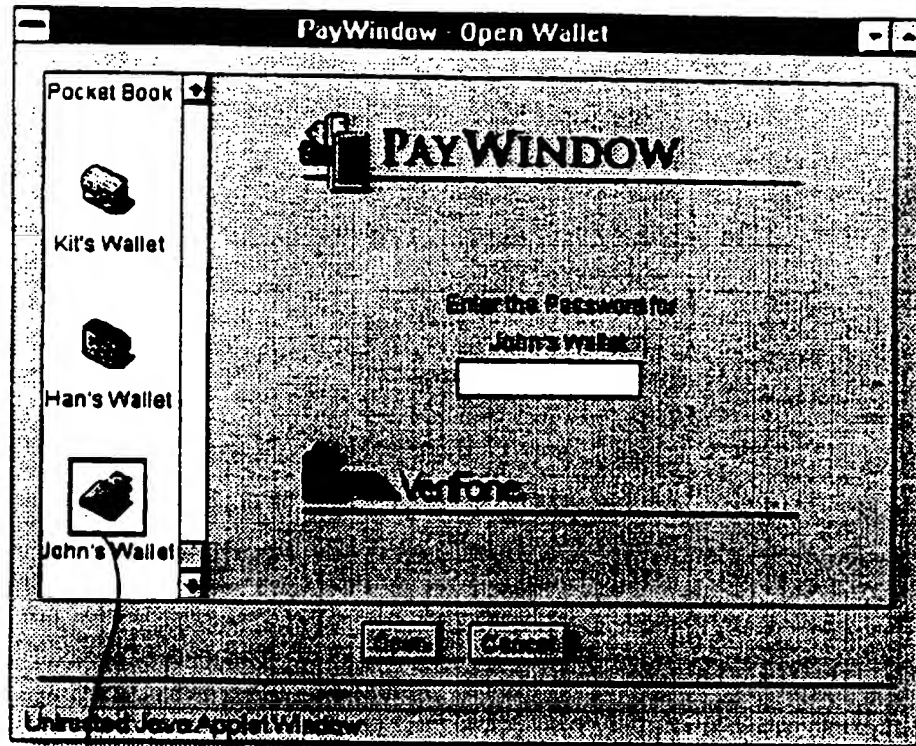 PayWindow - Open Wallet
Pocket Book
Kit's Wallet
Han's Wallet
John's Wallet
PAYWINDOW
Enter the Password for
John's Wallet
VeriFone
Open
Cancel
Untrusted Java Applet Window